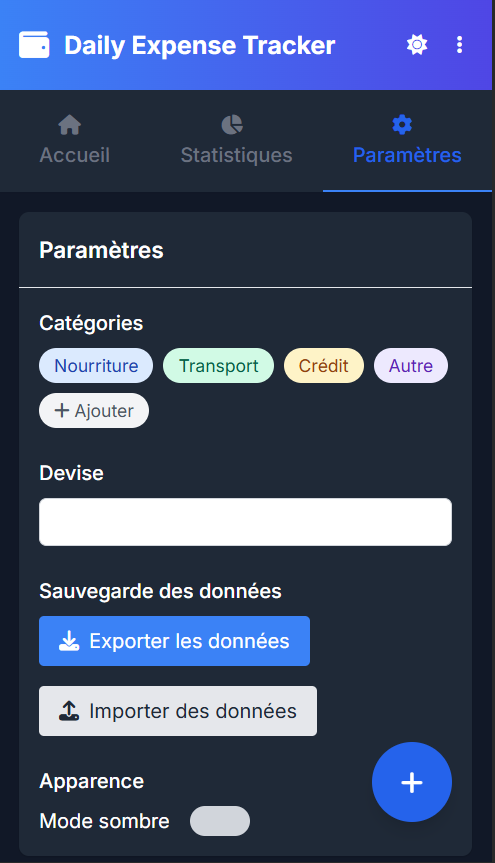 Daily Expense Tracker
Accueil Statistiques Paramètres
Paramètres
Catégories
Nourriture Transport Crédit Autre
Ajouter
Devise
Sauvegarde des données
Exporter les données
Importer des données
Apparence
Mode sombre